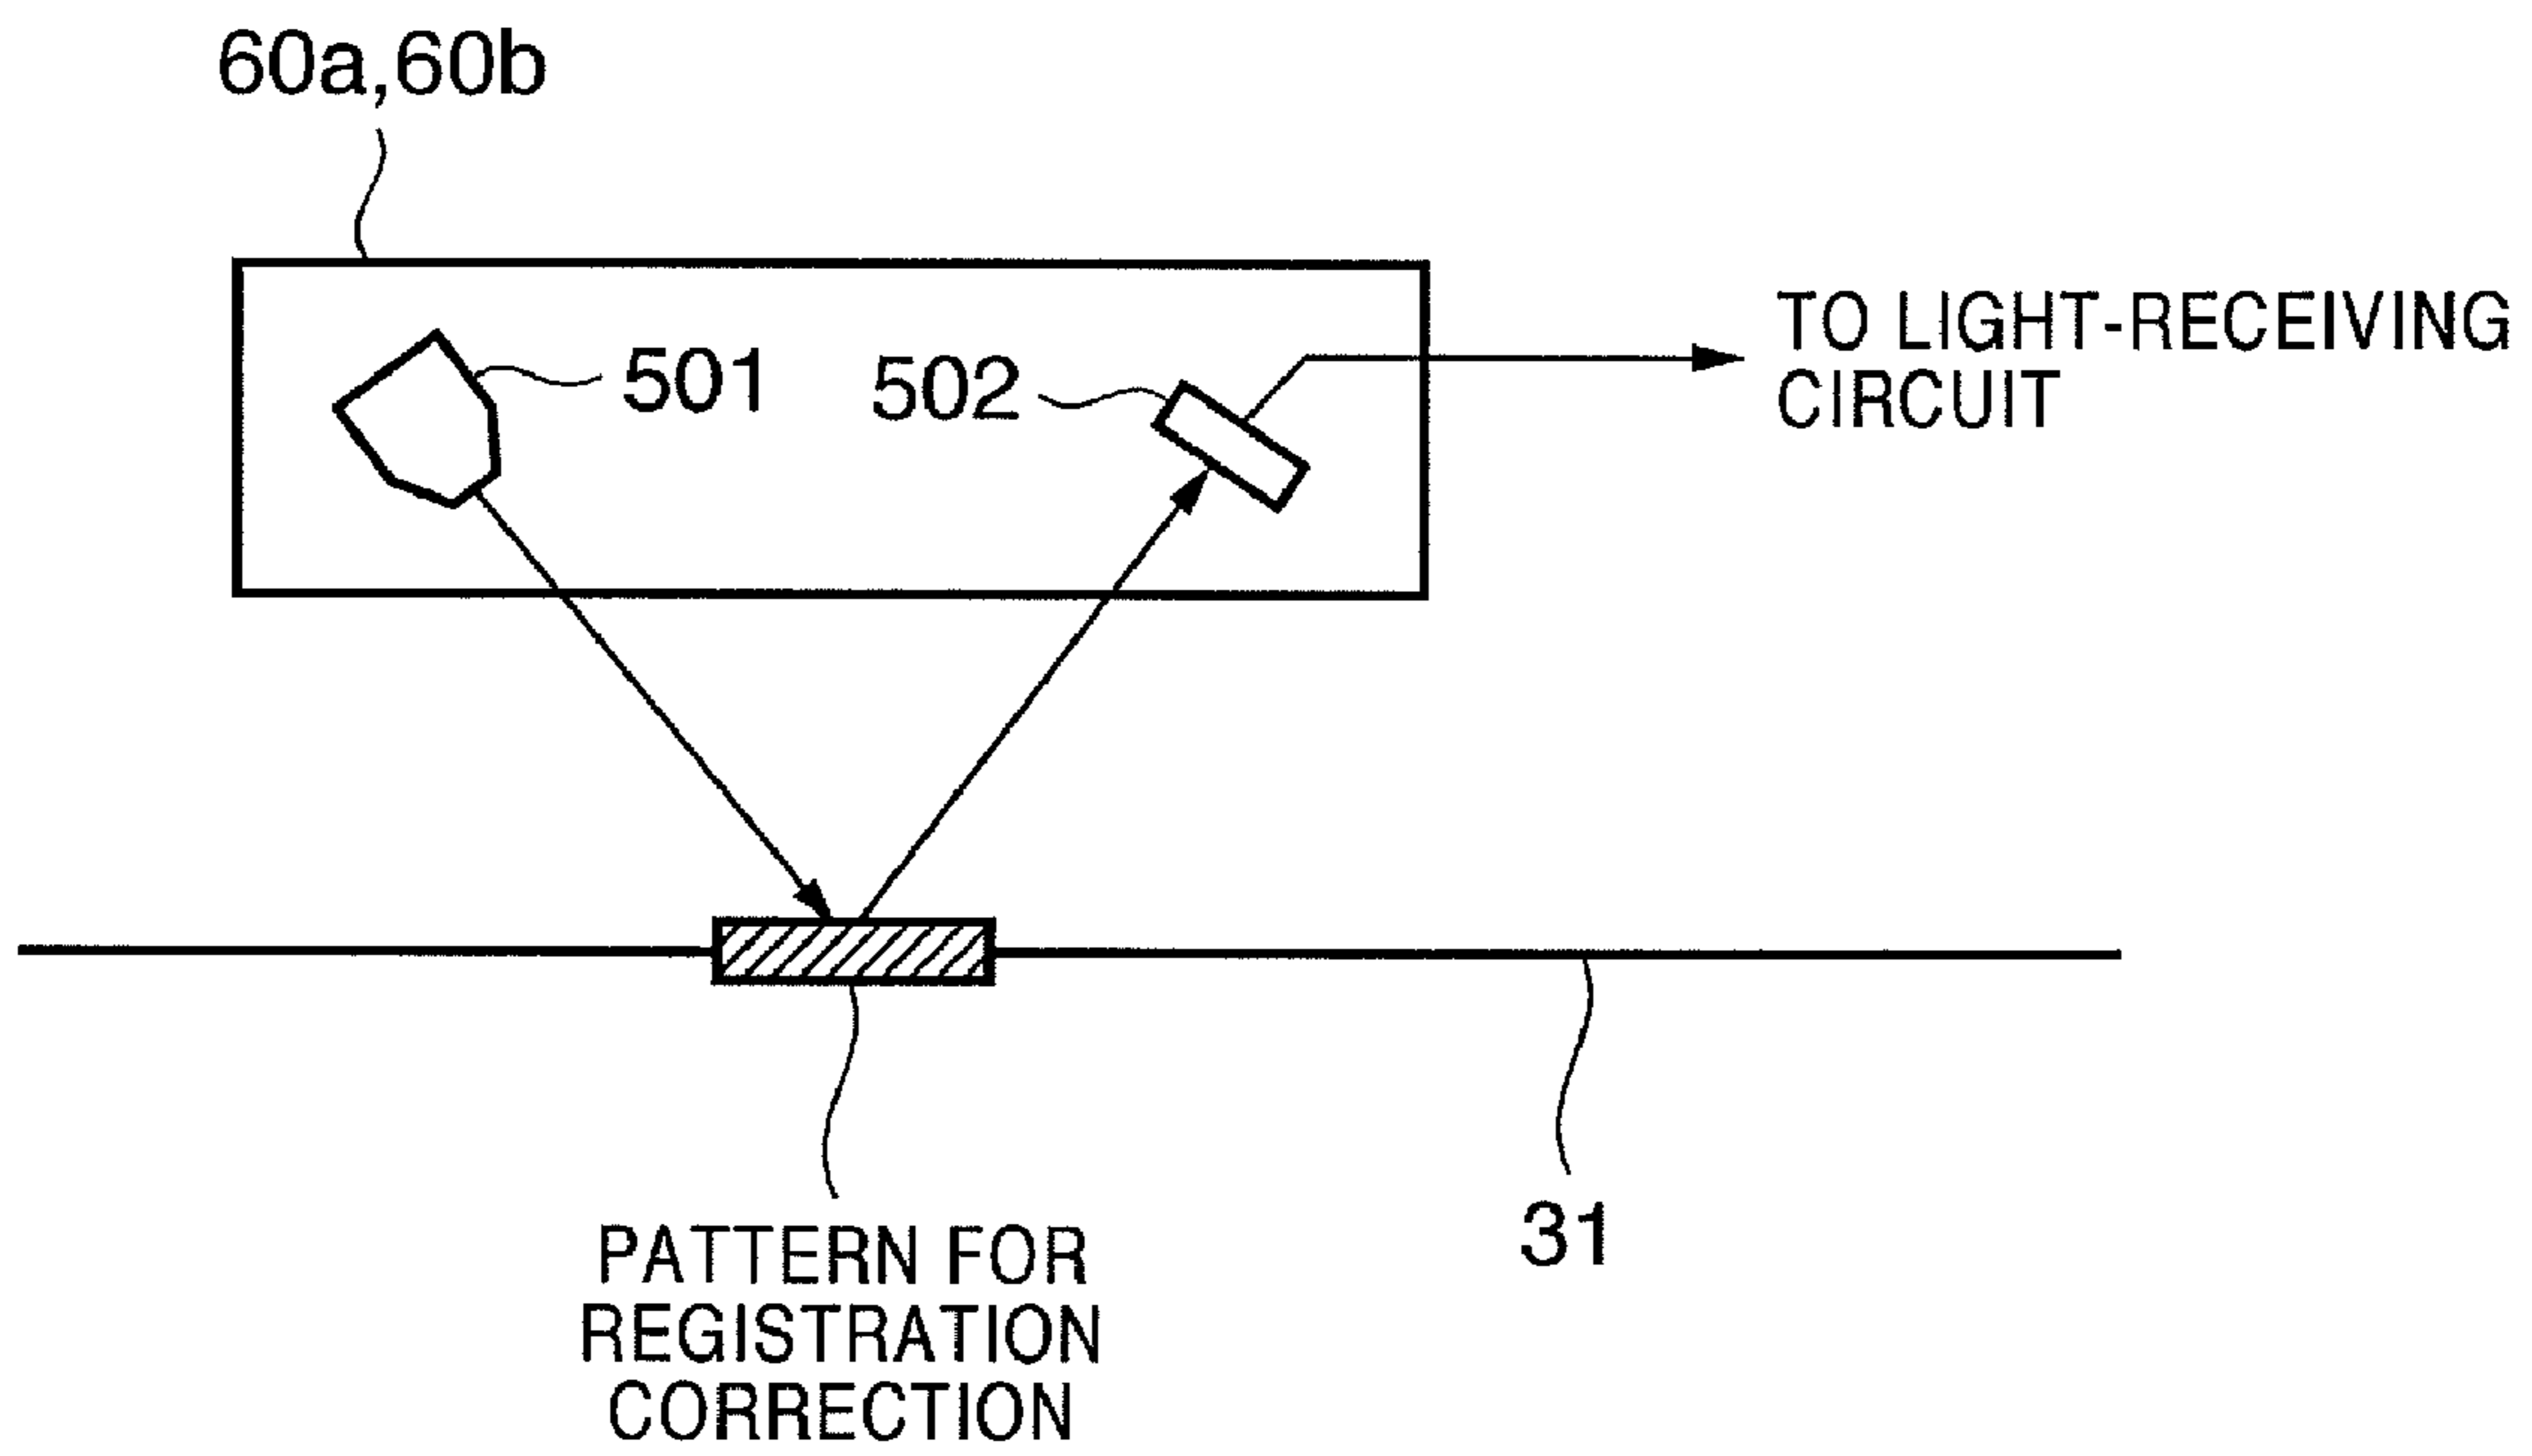 60a,60b
501
502
TO LIGHT-RECEIVING
CIRCUIT
PATTERN FOR
REGISTRATION
CORRECTION
31